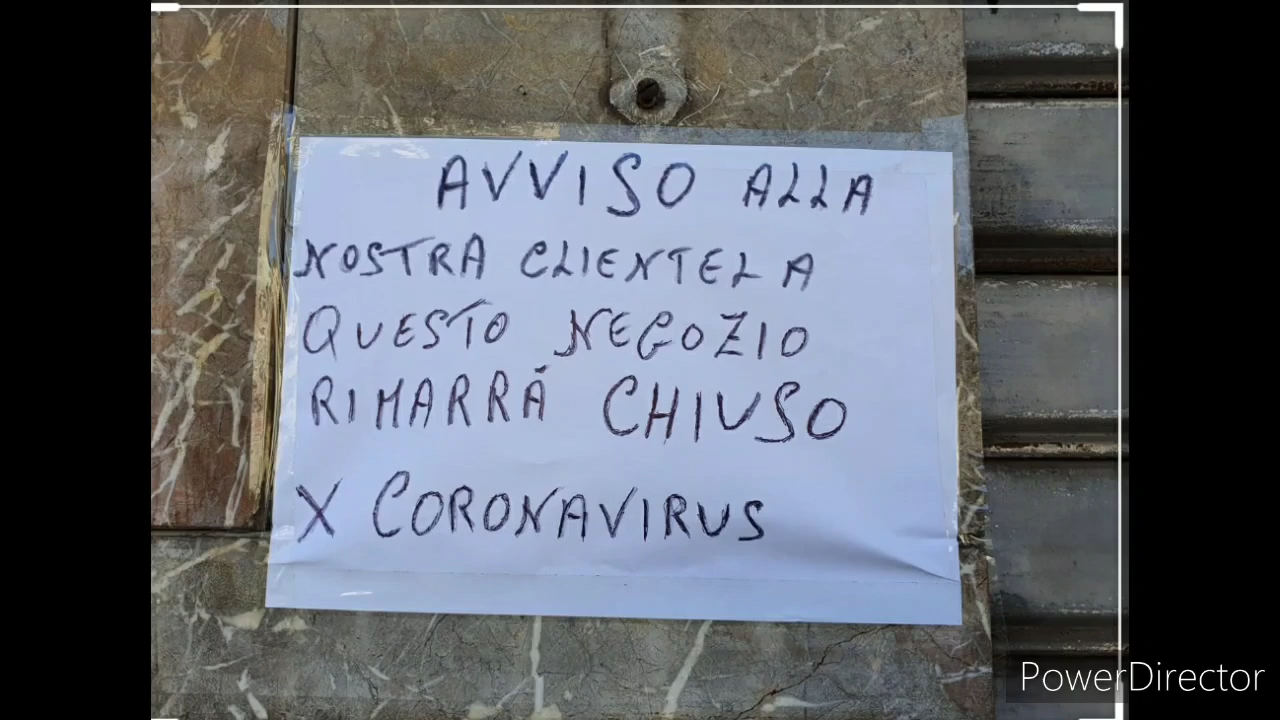 AVVISO ALLA
NOSTRA CLIENTELA
QUESTO NEGOZIO
RIMARRÁ CHIUSO
X CORONAVIRUS
PowerDirector